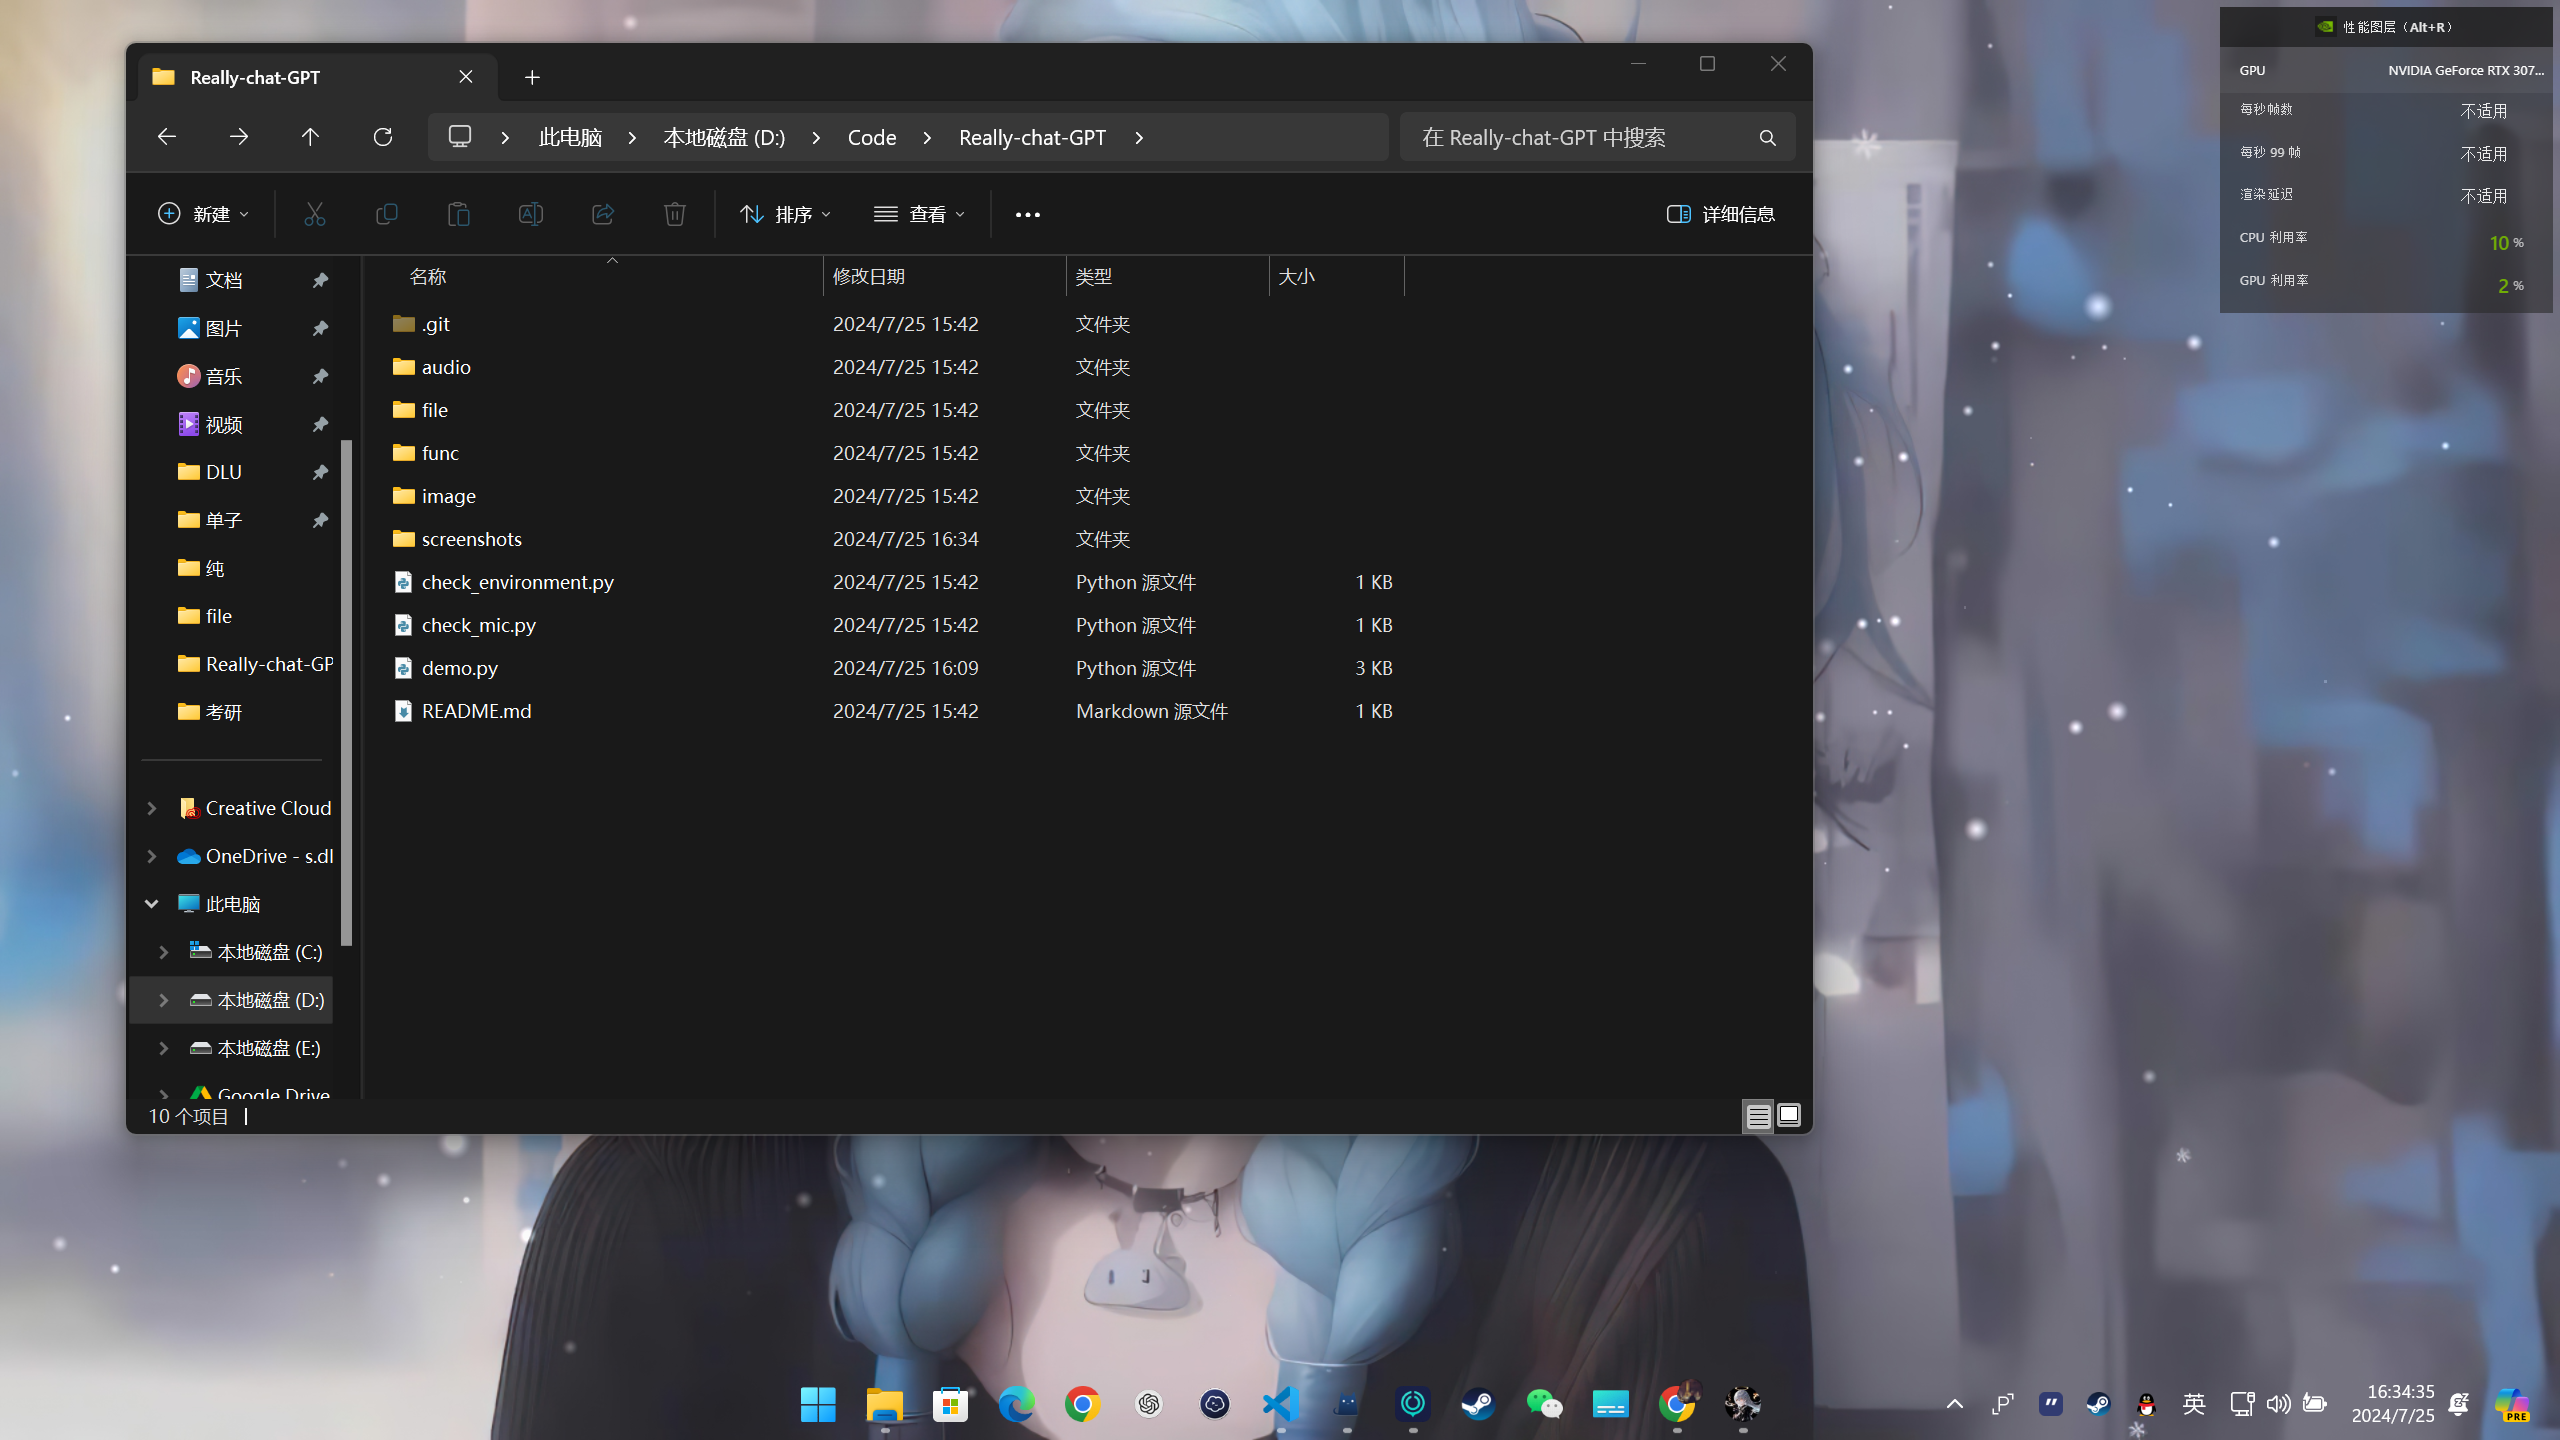 Really-chat-GPT
此电脑 本地磁盘 (D:) Code Really-chat-GPT
在 Really-chat-GPT 中搜索
新建 排序 查看 详细信息
文档
图片
音乐
视频
DLU
单子
纯
file
Really-chat-GP
考研
Creative Cloud
OneDrive - s.dl
此电脑
本地磁盘 (C:)
本地磁盘 (D:)
本地磁盘 (E:)
Google Drive
名称 修改日期 类型 大小
.git 2024/7/25 15:42 文件夹
audio 2024/7/25 15:42 文件夹
file 2024/7/25 15:42 文件夹
func 2024/7/25 15:42 文件夹
image 2024/7/25 15:42 文件夹
screenshots 2024/7/25 16:34 文件夹
check_environment.py 2024/7/25 15:42 Python 源文件 1 KB
check_mic.py 2024/7/25 15:42 Python 源文件 1 KB
demo.py 2024/7/25 16:09 Python 源文件 3 KB
README.md 2024/7/25 15:42 Markdown 源文件 1 KB
10 个项目
性能图层（Alt+R）
GPU NVIDIA GeForce RTX 307...
每秒帧数 不适用
每秒 99 帧 不适用
渲染延迟 不适用
CPU 利用率 10 %
GPU 利用率 2 %
英
16:34:35
2024/7/25
PRE